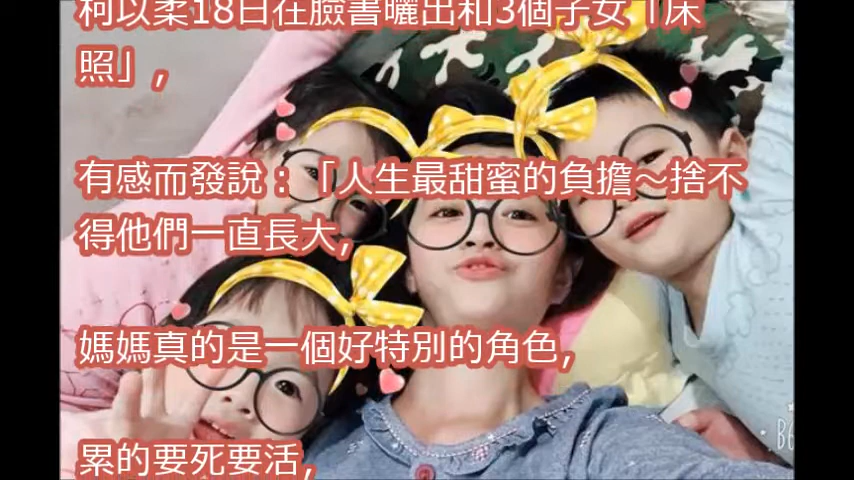 柯以柔18日在臉書曬出和3個子女「床
照」,
有感而發說：「人生最甜蜜的負擔～捨不
得他們一直長大,
媽媽真的是一個好特別的角色,
累的要死要活,
B6